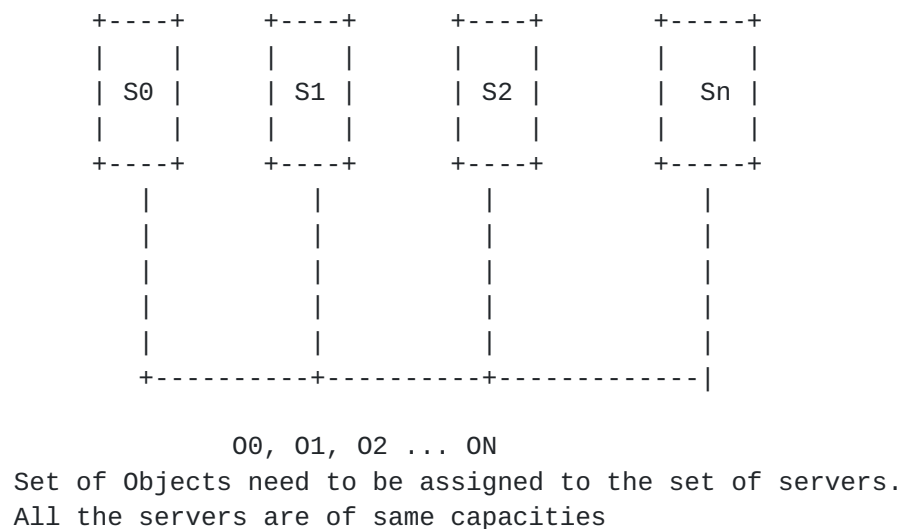 S0 S1 S2 Sn
O0, O1, O2 ... ON
Set of Objects need to be assigned to the set of servers.
All the servers are of same capacities